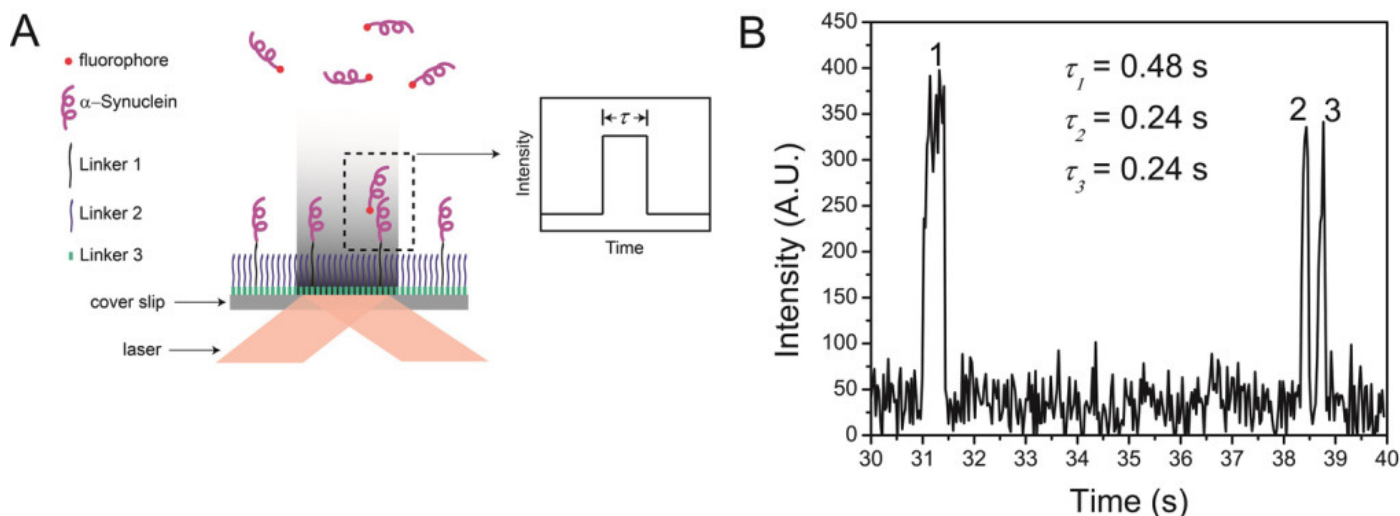 A
fluorophore
α–Synuclein
Linker 1
Linker 2
Linker 3
cover slip
laser
Intensity
τ
Time
B
450
400
350
300
250
200
150
100
50
0
Intensity (A.U.)
1
2 3
τ1 = 0.48 s
τ2 = 0.24 s
τ3 = 0.24 s
30 31 32 33 34 35 36 37 38 39 40
Time (s)